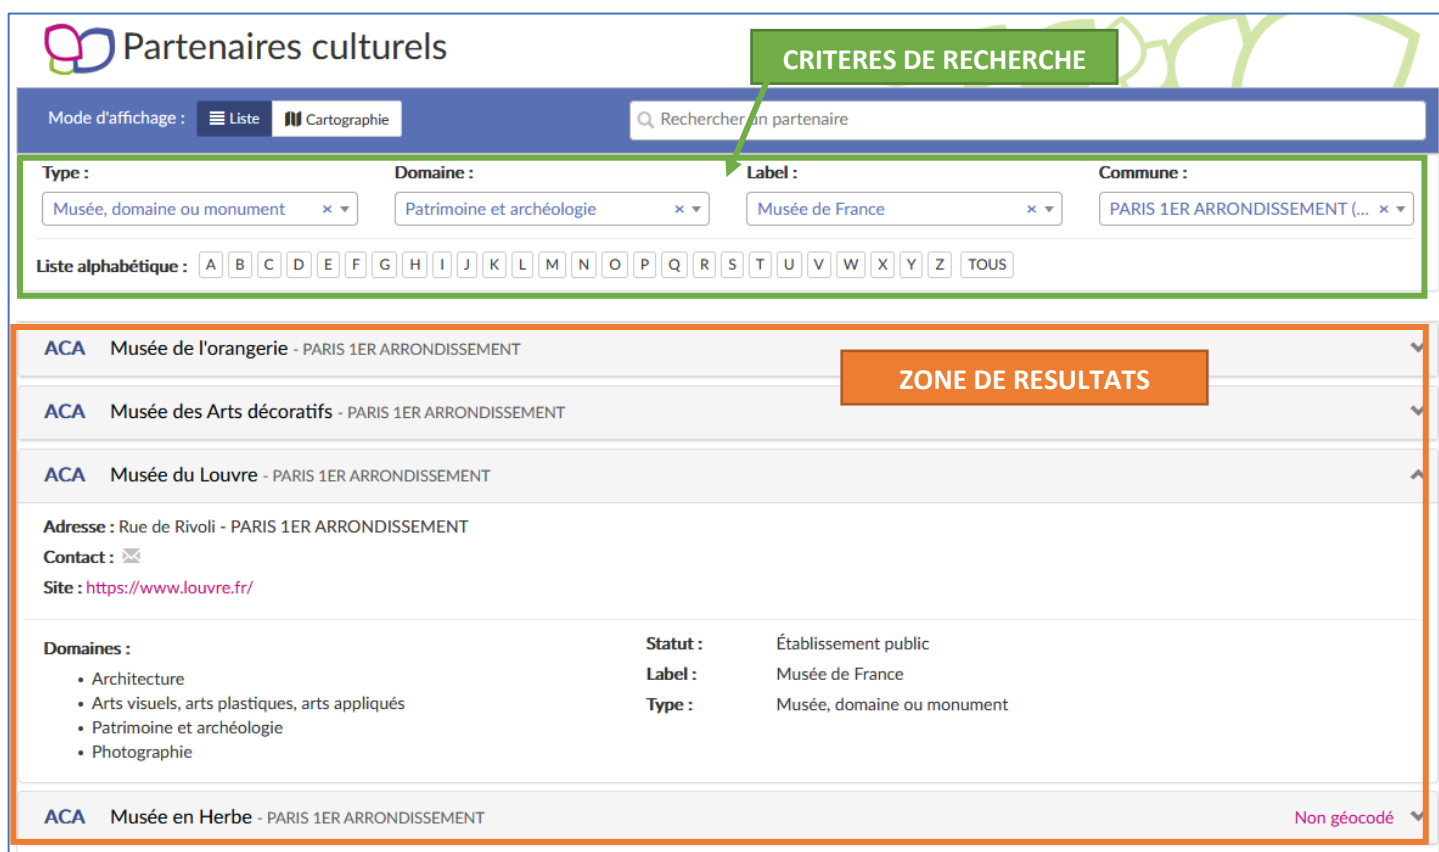 Partenaires culturels
CRITERES DE RECHERCHE
Mode d'affichage : Liste Cartographie Rechercher un partenaire
Type : Domaine : Label : Commune :
Musée, domaine ou monument × Patrimoine et archéologie × Musée de France × PARIS 1ER ARRONDISSEMENT (... ×
Liste alphabétique : A B C D E F G H I J K L M N O P Q R S T U V W X Y Z TOUS
ACA Musée de l'orangerie - PARIS 1ER ARRONDISSEMENT
ZONE DE RESULTATS
ACA Musée des Arts décoratifs - PARIS 1ER ARRONDISSEMENT
ACA Musée du Louvre - PARIS 1ER ARRONDISSEMENT
Adresse : Rue de Rivoli - PARIS 1ER ARRONDISSEMENT
Contact :
Site : https://www.louvre.fr/
Domaines :
• Architecture
• Arts visuels, arts plastiques, arts appliqués
• Patrimoine et archéologie
• Photographie
Statut : Établissement public
Label : Musée de France
Type : Musée, domaine ou monument
ACA Musée en Herbe - PARIS 1ER ARRONDISSEMENT Non géocodé